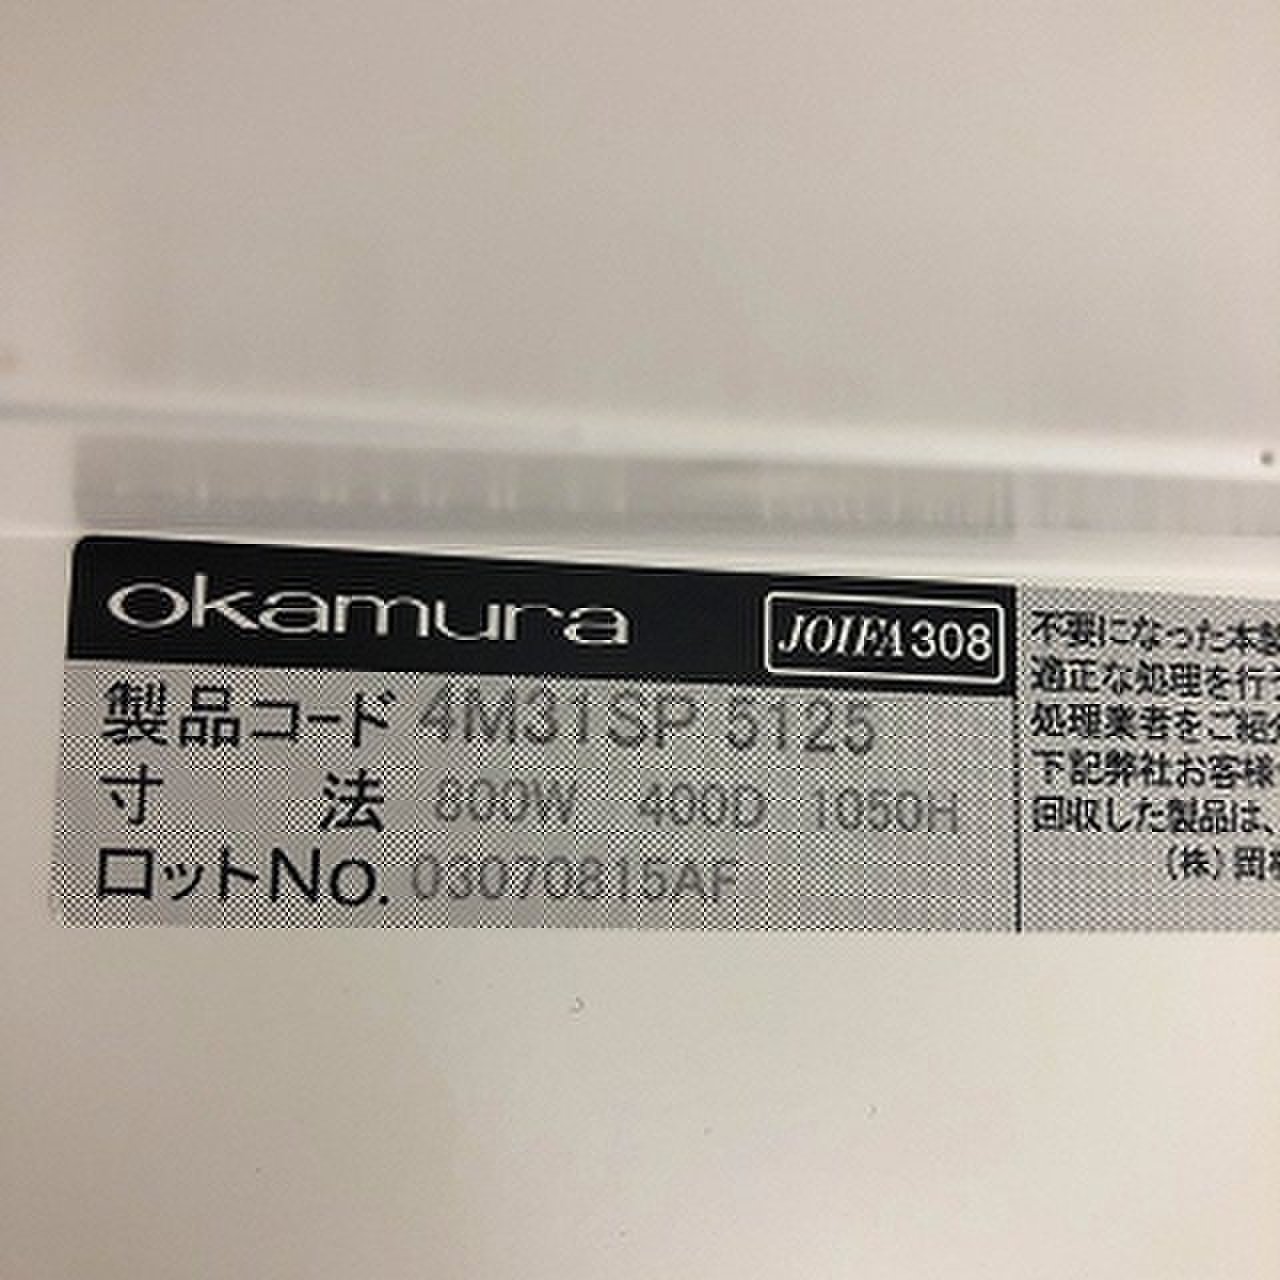 okamura JOIFA308
製品コード 4M31SP 5125
寸 法 800W 400D 1050H
ロットNo. 03070815AF
不要になった本製
適正な処理を行
処理業者をご紹介
下記弊社お客様
回収した製品は、
(株)岡村